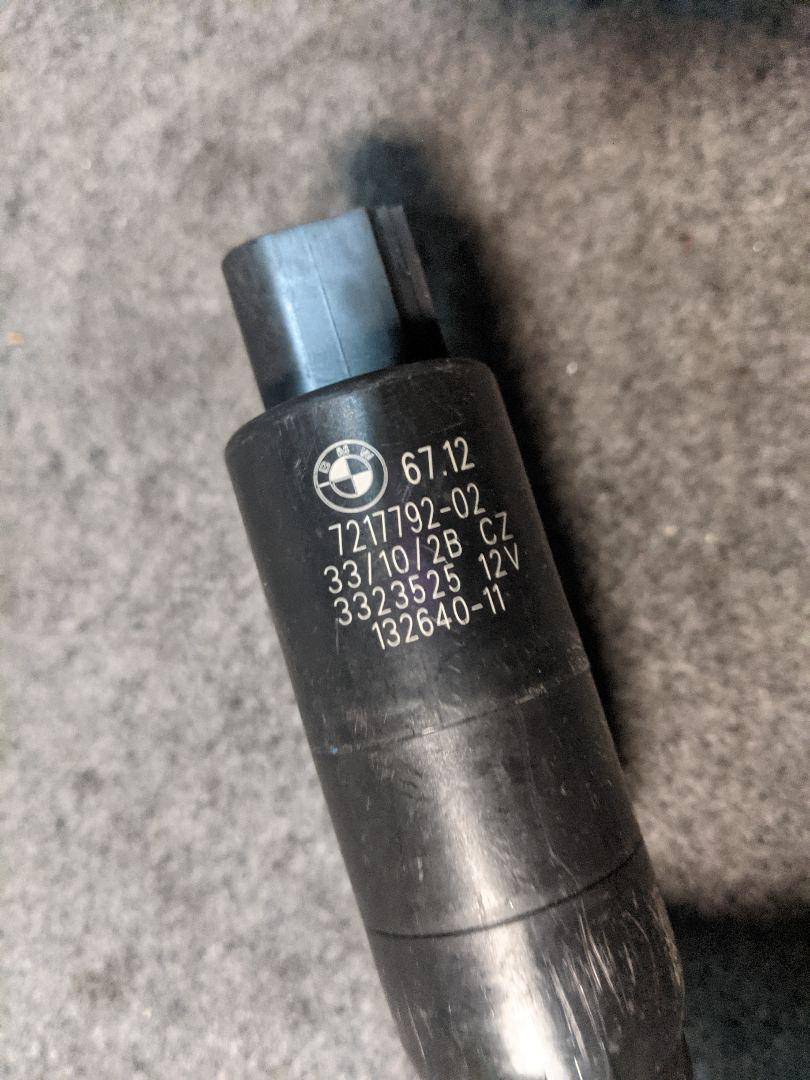 BMW 67.12
7217792-02
33/10/2B CZ
3323525 12V
132640-11